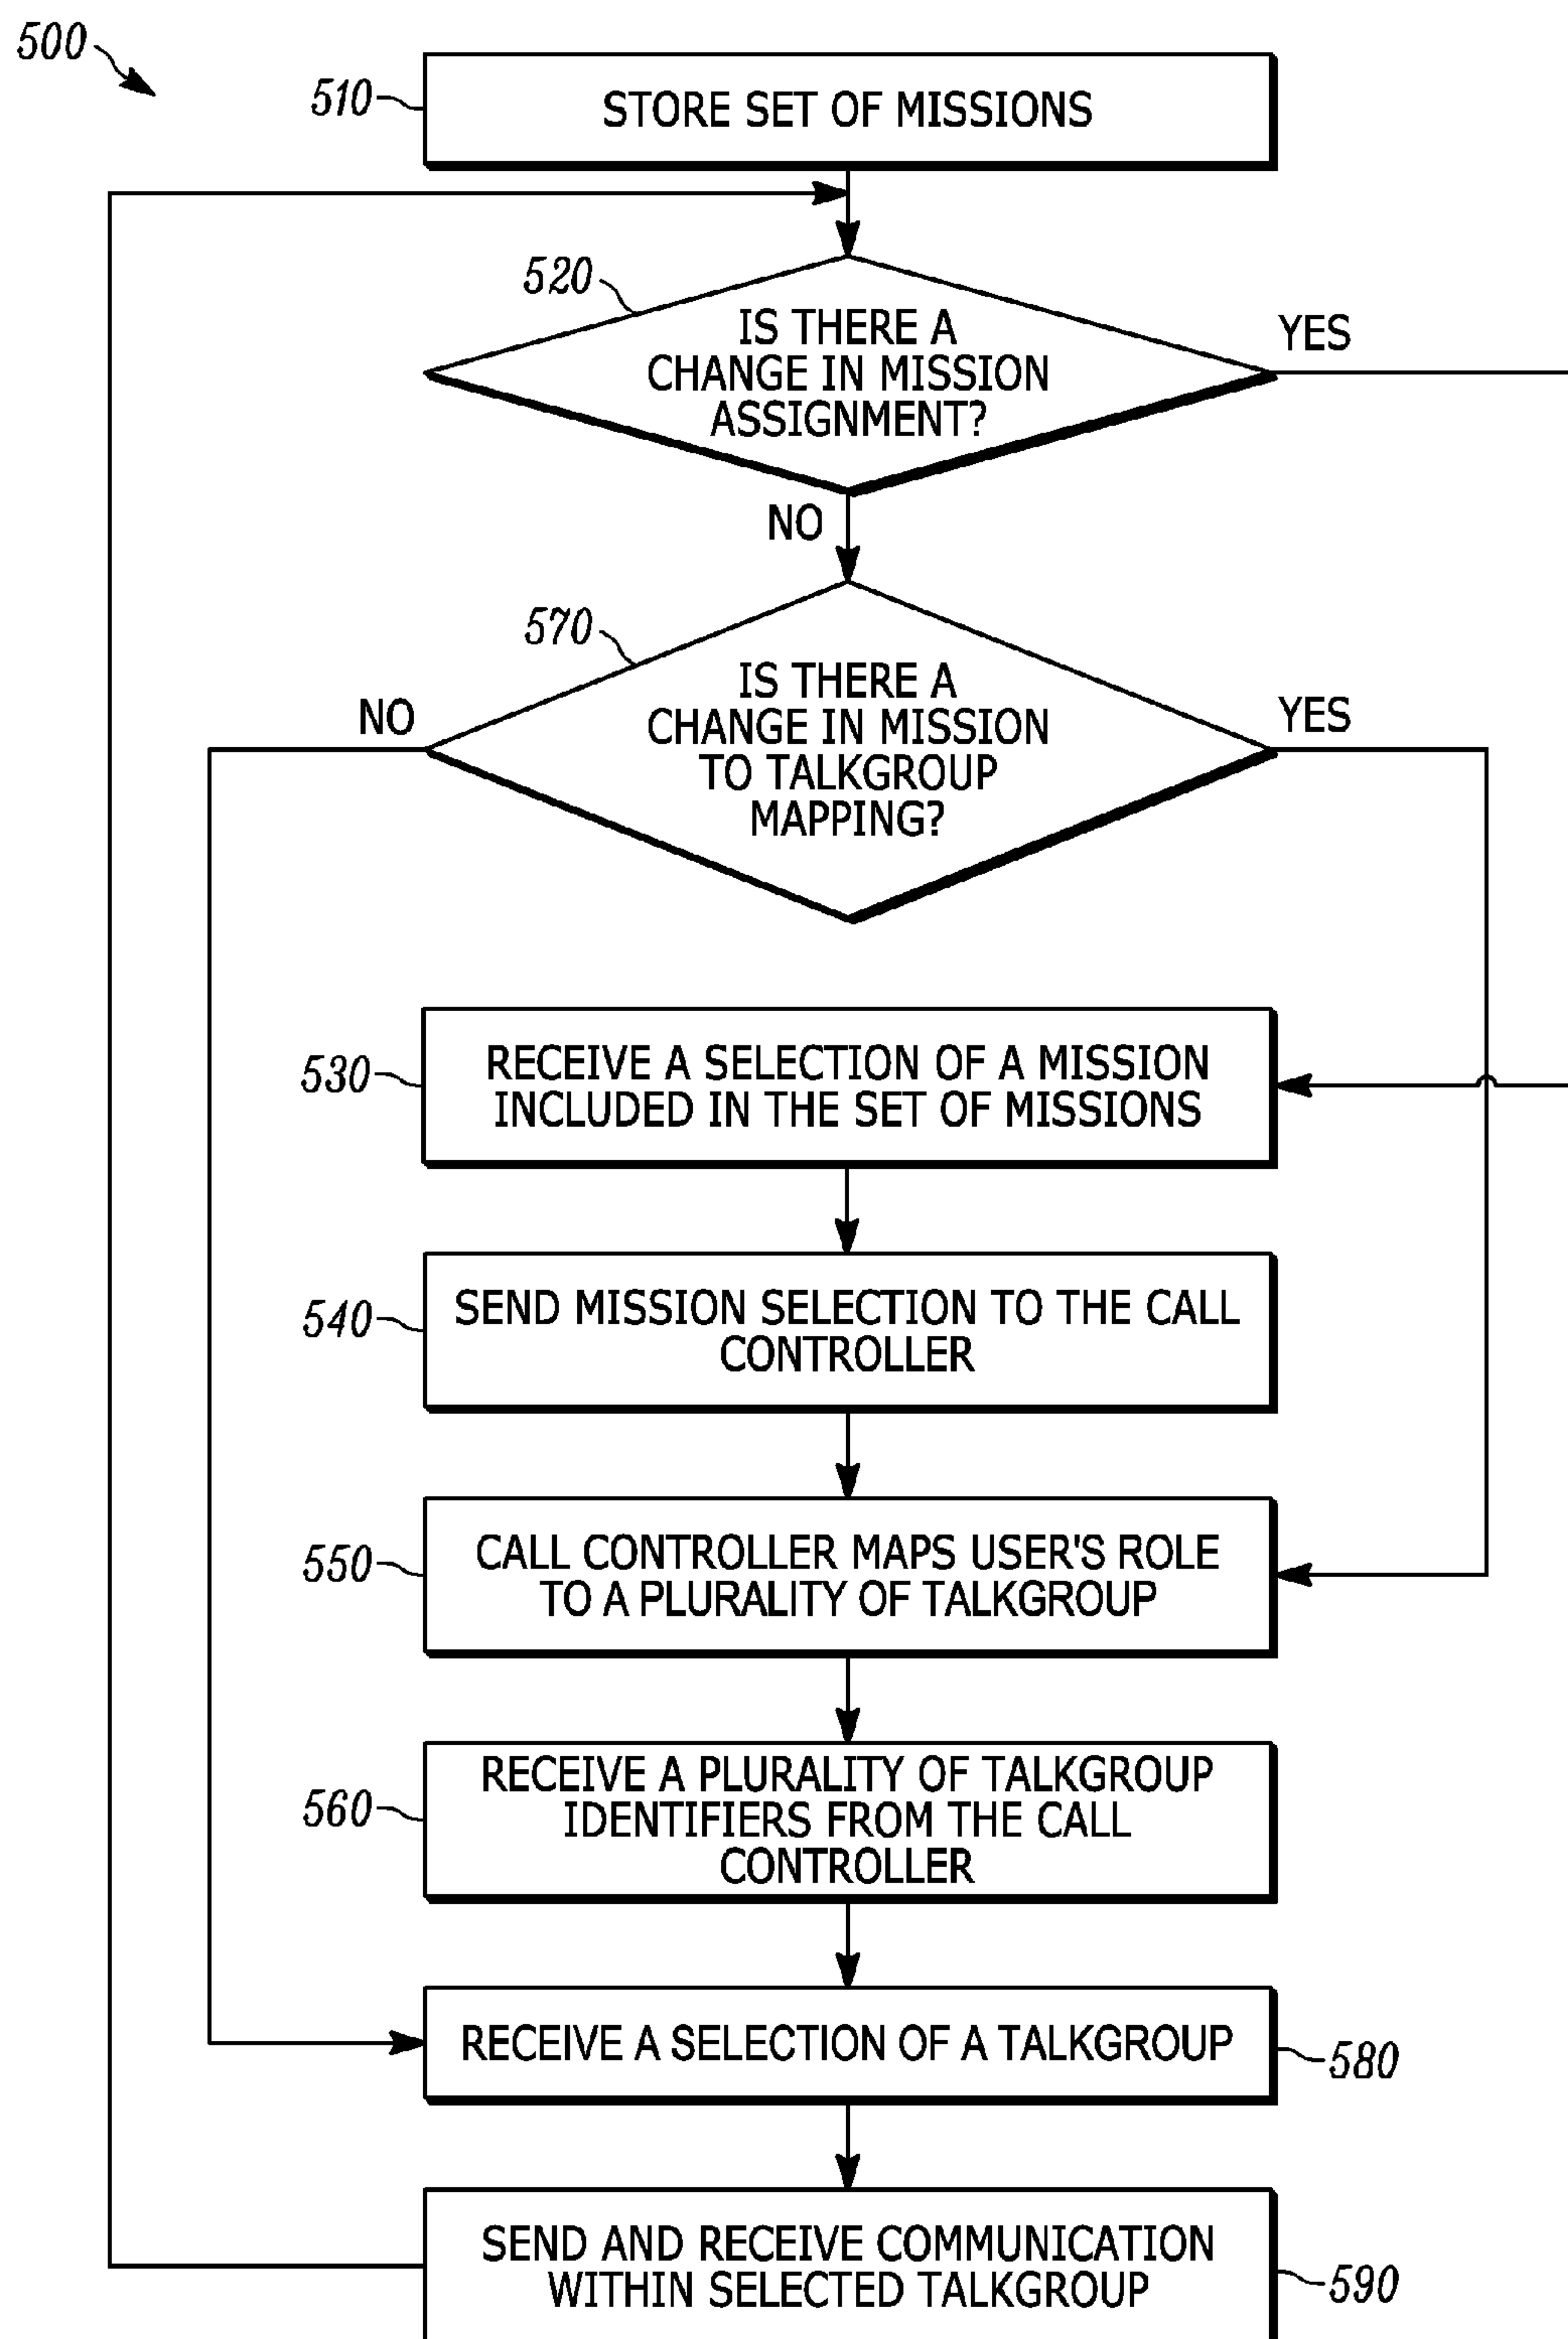 500
510
STORE SET OF MISSIONS
520
IS THERE A
CHANGE IN MISSION
ASSIGNMENT?
YES
NO
570
IS THERE A
CHANGE IN MISSION
TO TALKGROUP
MAPPING?
NO
YES
530
RECEIVE A SELECTION OF A MISSION
INCLUDED IN THE SET OF MISSIONS
540
SEND MISSION SELECTION TO THE CALL
CONTROLLER
550
CALL CONTROLLER MAPS USER'S ROLE
TO A PLURALITY OF TALKGROUP
560
RECEIVE A PLURALITY OF TALKGROUP
IDENTIFIERS FROM THE CALL
CONTROLLER
RECEIVE A SELECTION OF A TALKGROUP
580
SEND AND RECEIVE COMMUNICATION
WITHIN SELECTED TALKGROUP
590